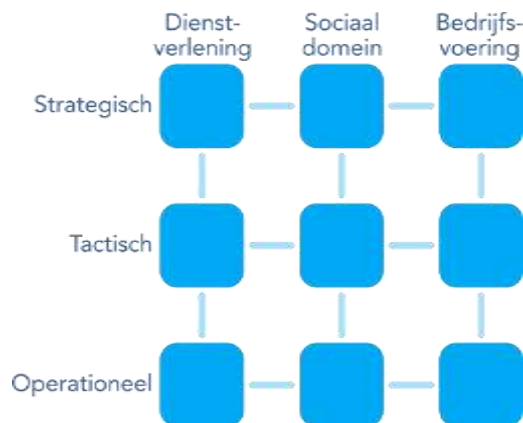 Dienst-
verlening
Sociaal
domein
Bedrijfs-
voering
Strategisch
Tactisch
Operationeel